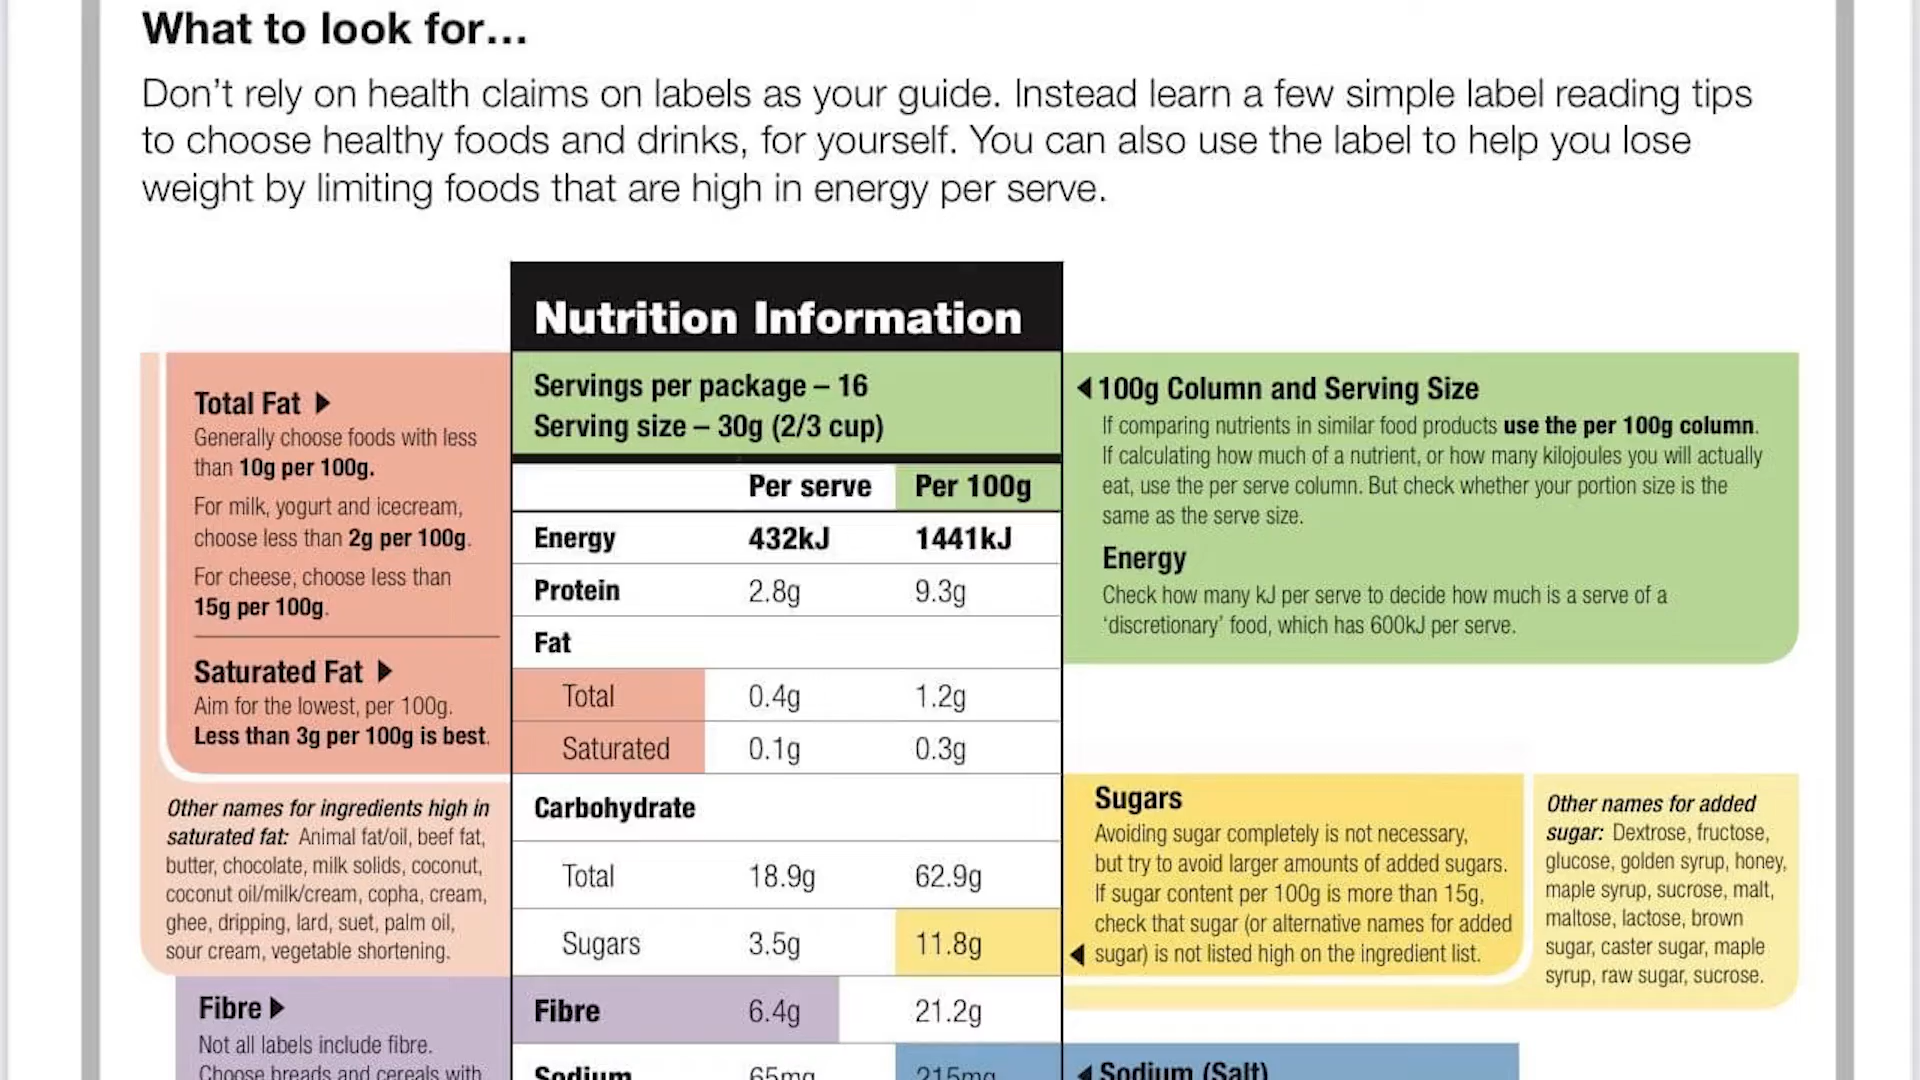 What to look for…
Don't rely on health claims on labels as your guide. Instead learn a few simple label reading tips
to choose healthy foods and drinks, for yourself. You can also use the label to help you lose
weight by limiting foods that are high in energy per serve.
Nutrition Information
Servings per package – 16
Serving size – 30g (2/3 cup)
Per serve Per 100g
Energy 432kJ 1441kJ
Protein 2.8g 9.3g
Fat
Total 0.4g 1.2g
Saturated 0.1g 0.3g
Carbohydrate
Total 18.9g 62.9g
Sugars 3.5g 11.8g
Fibre 6.4g 21.2g
Sodium 65mg 215mg
Total Fat ▶
Generally choose foods with less
than 10g per 100g.
For milk, yogurt and icecream,
choose less than 2g per 100g.
For cheese, choose less than
15g per 100g.
Saturated Fat ▶
Aim for the lowest, per 100g.
Less than 3g per 100g is best.
Other names for ingredients high in
saturated fat: Animal fat/oil, beef fat,
butter, chocolate, milk solids, coconut,
coconut oil/milk/cream, copha, cream,
ghee, dripping, lard, suet, palm oil,
sour cream, vegetable shortening.
Fibre ▶
Not all labels include fibre.
Choose breads and cereals with
◀ 100g Column and Serving Size
If comparing nutrients in similar food products use the per 100g column.
If calculating how much of a nutrient, or how many kilojoules you will actually
eat, use the per serve column. But check whether your portion size is the
same as the serve size.
Energy
Check how many kJ per serve to decide how much is a serve of a
'discretionary' food, which has 600kJ per serve.
Sugars
Avoiding sugar completely is not necessary,
but try to avoid larger amounts of added sugars.
If sugar content per 100g is more than 15g,
check that sugar (or alternative names for added
◀ sugar) is not listed high on the ingredient list.
Other names for added
sugar: Dextrose, fructose,
glucose, golden syrup, honey,
maple syrup, sucrose, malt,
maltose, lactose, brown
sugar, caster sugar, maple
syrup, raw sugar, sucrose.
◀ Sodium (Salt)